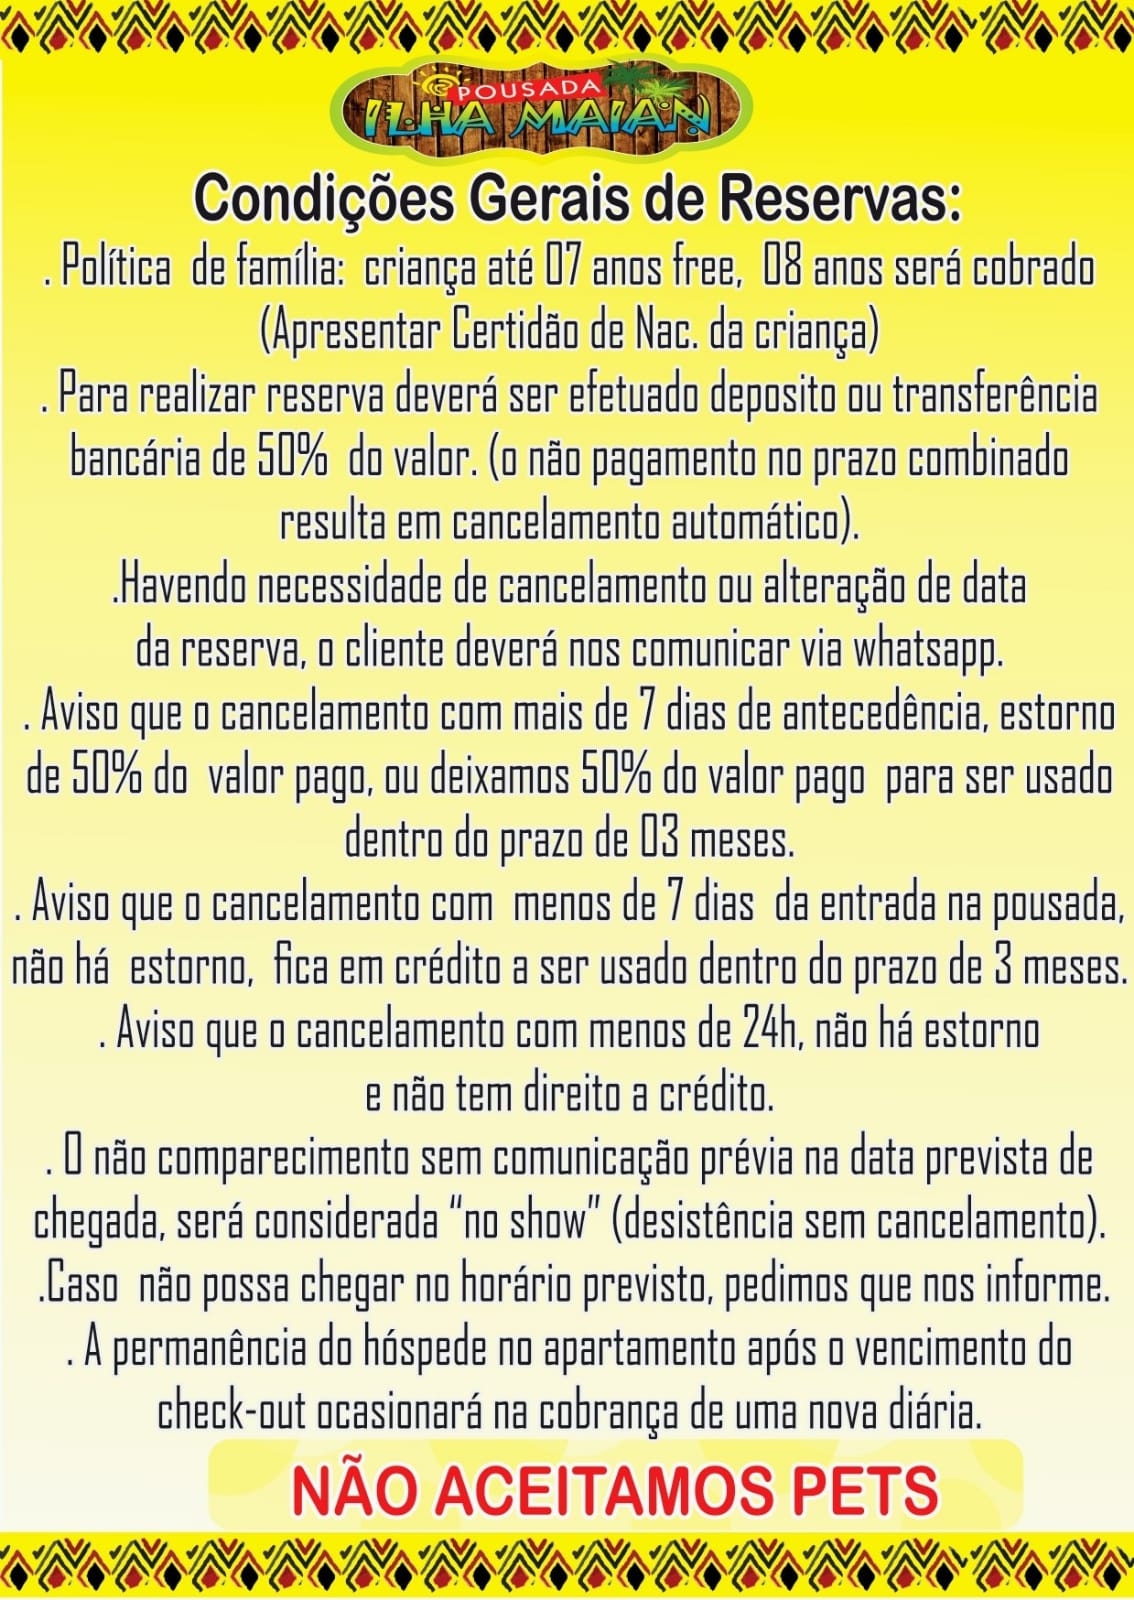 POUSADA
ILHA MAIAN
Condições Gerais de Reservas:
. Política de família: criança até 07 anos free, 08 anos será cobrado
(Apresentar Certidão de Nac. da criança)
. Para realizar reserva deverá ser efetuado deposito ou transferência
bancária de 50% do valor. (o não pagamento no prazo combinado
resulta em cancelamento automático).
.Havendo necessidade de cancelamento ou alteração de data
da reserva, o cliente deverá nos comunicar via whatsapp.
. Aviso que o cancelamento com mais de 7 dias de antecedência, estorno
de 50% do valor pago, ou deixamos 50% do valor pago para ser usado
dentro do prazo de 03 meses.
. Aviso que o cancelamento com menos de 7 dias da entrada na pousada,
não há estorno, fica em crédito a ser usado dentro do prazo de 3 meses.
. Aviso que o cancelamento com menos de 24h, não há estorno
e não tem direito a crédito.
. O não comparecimento sem comunicação prévia na data prevista de
chegada, será considerada “no show” (desistência sem cancelamento).
.Caso não possa chegar no horário previsto, pedimos que nos informe.
. A permanência do hóspede no apartamento após o vencimento do
check-out ocasionará na cobrança de uma nova diária.
NÃO ACEITAMOS PETS